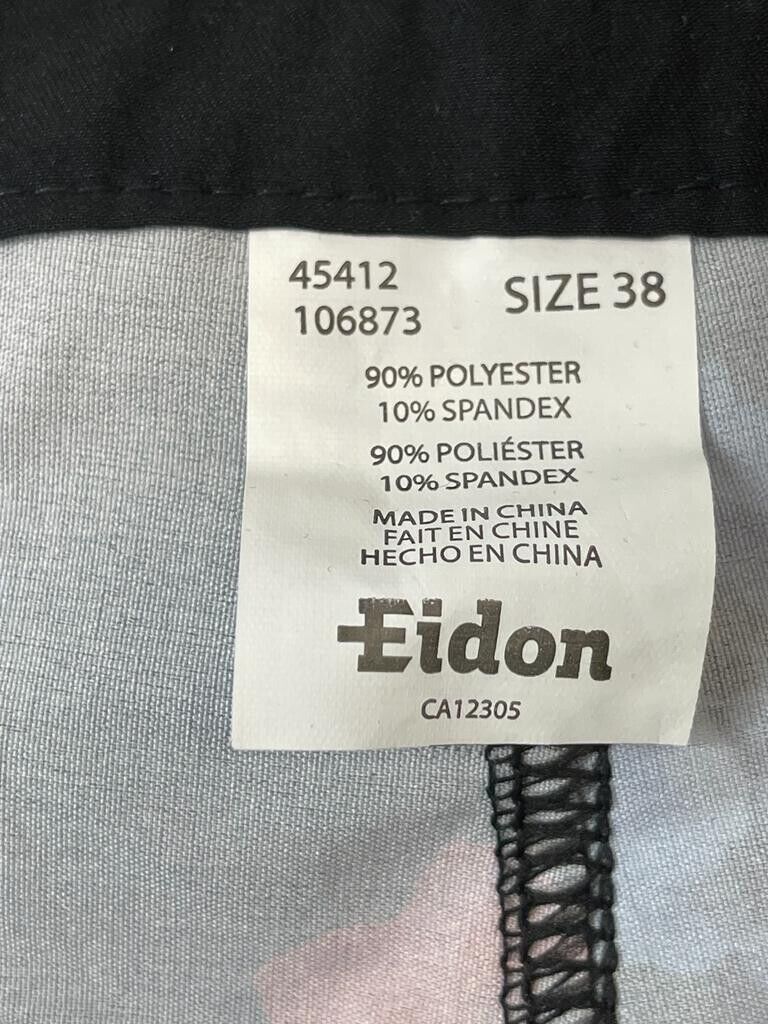 45412
SIZE 38
106873
90% POLYESTER
10% SPANDEX
90% POLIÉSTER
10% SPANDEX
MADE IN CHINA
FAIT EN CHINE
HECHO EN CHINA
Eidon
CA12305